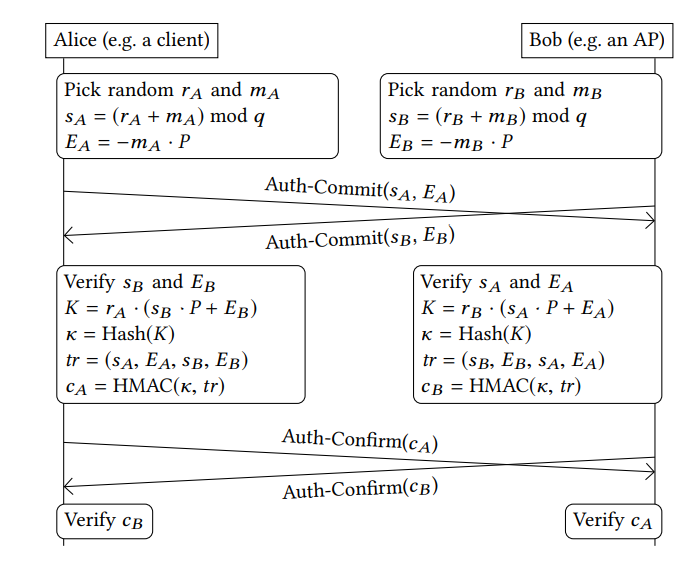 Alice (e.g. a client)
Bob (e.g. an AP)
Pick random r_A and m_A
s_A = (r_A + m_A) mod q
E_A = −m_A · P
Pick random r_B and m_B
s_B = (r_B + m_B) mod q
E_B = −m_B · P
Auth-Commit(s_A, E_A)
Auth-Commit(s_B, E_B)
Verify s_B and E_B
K = r_A · (s_B · P + E_B)
κ = Hash(K)
tr = (s_A, E_A, s_B, E_B)
c_A = HMAC(κ, tr)
Verify s_A and E_A
K = r_B · (s_A · P + E_A)
κ = Hash(K)
tr = (s_B, E_B, s_A, E_A)
c_B = HMAC(κ, tr)
Auth-Confirm(c_A)
Auth-Confirm(c_B)
Verify c_B
Verify c_A